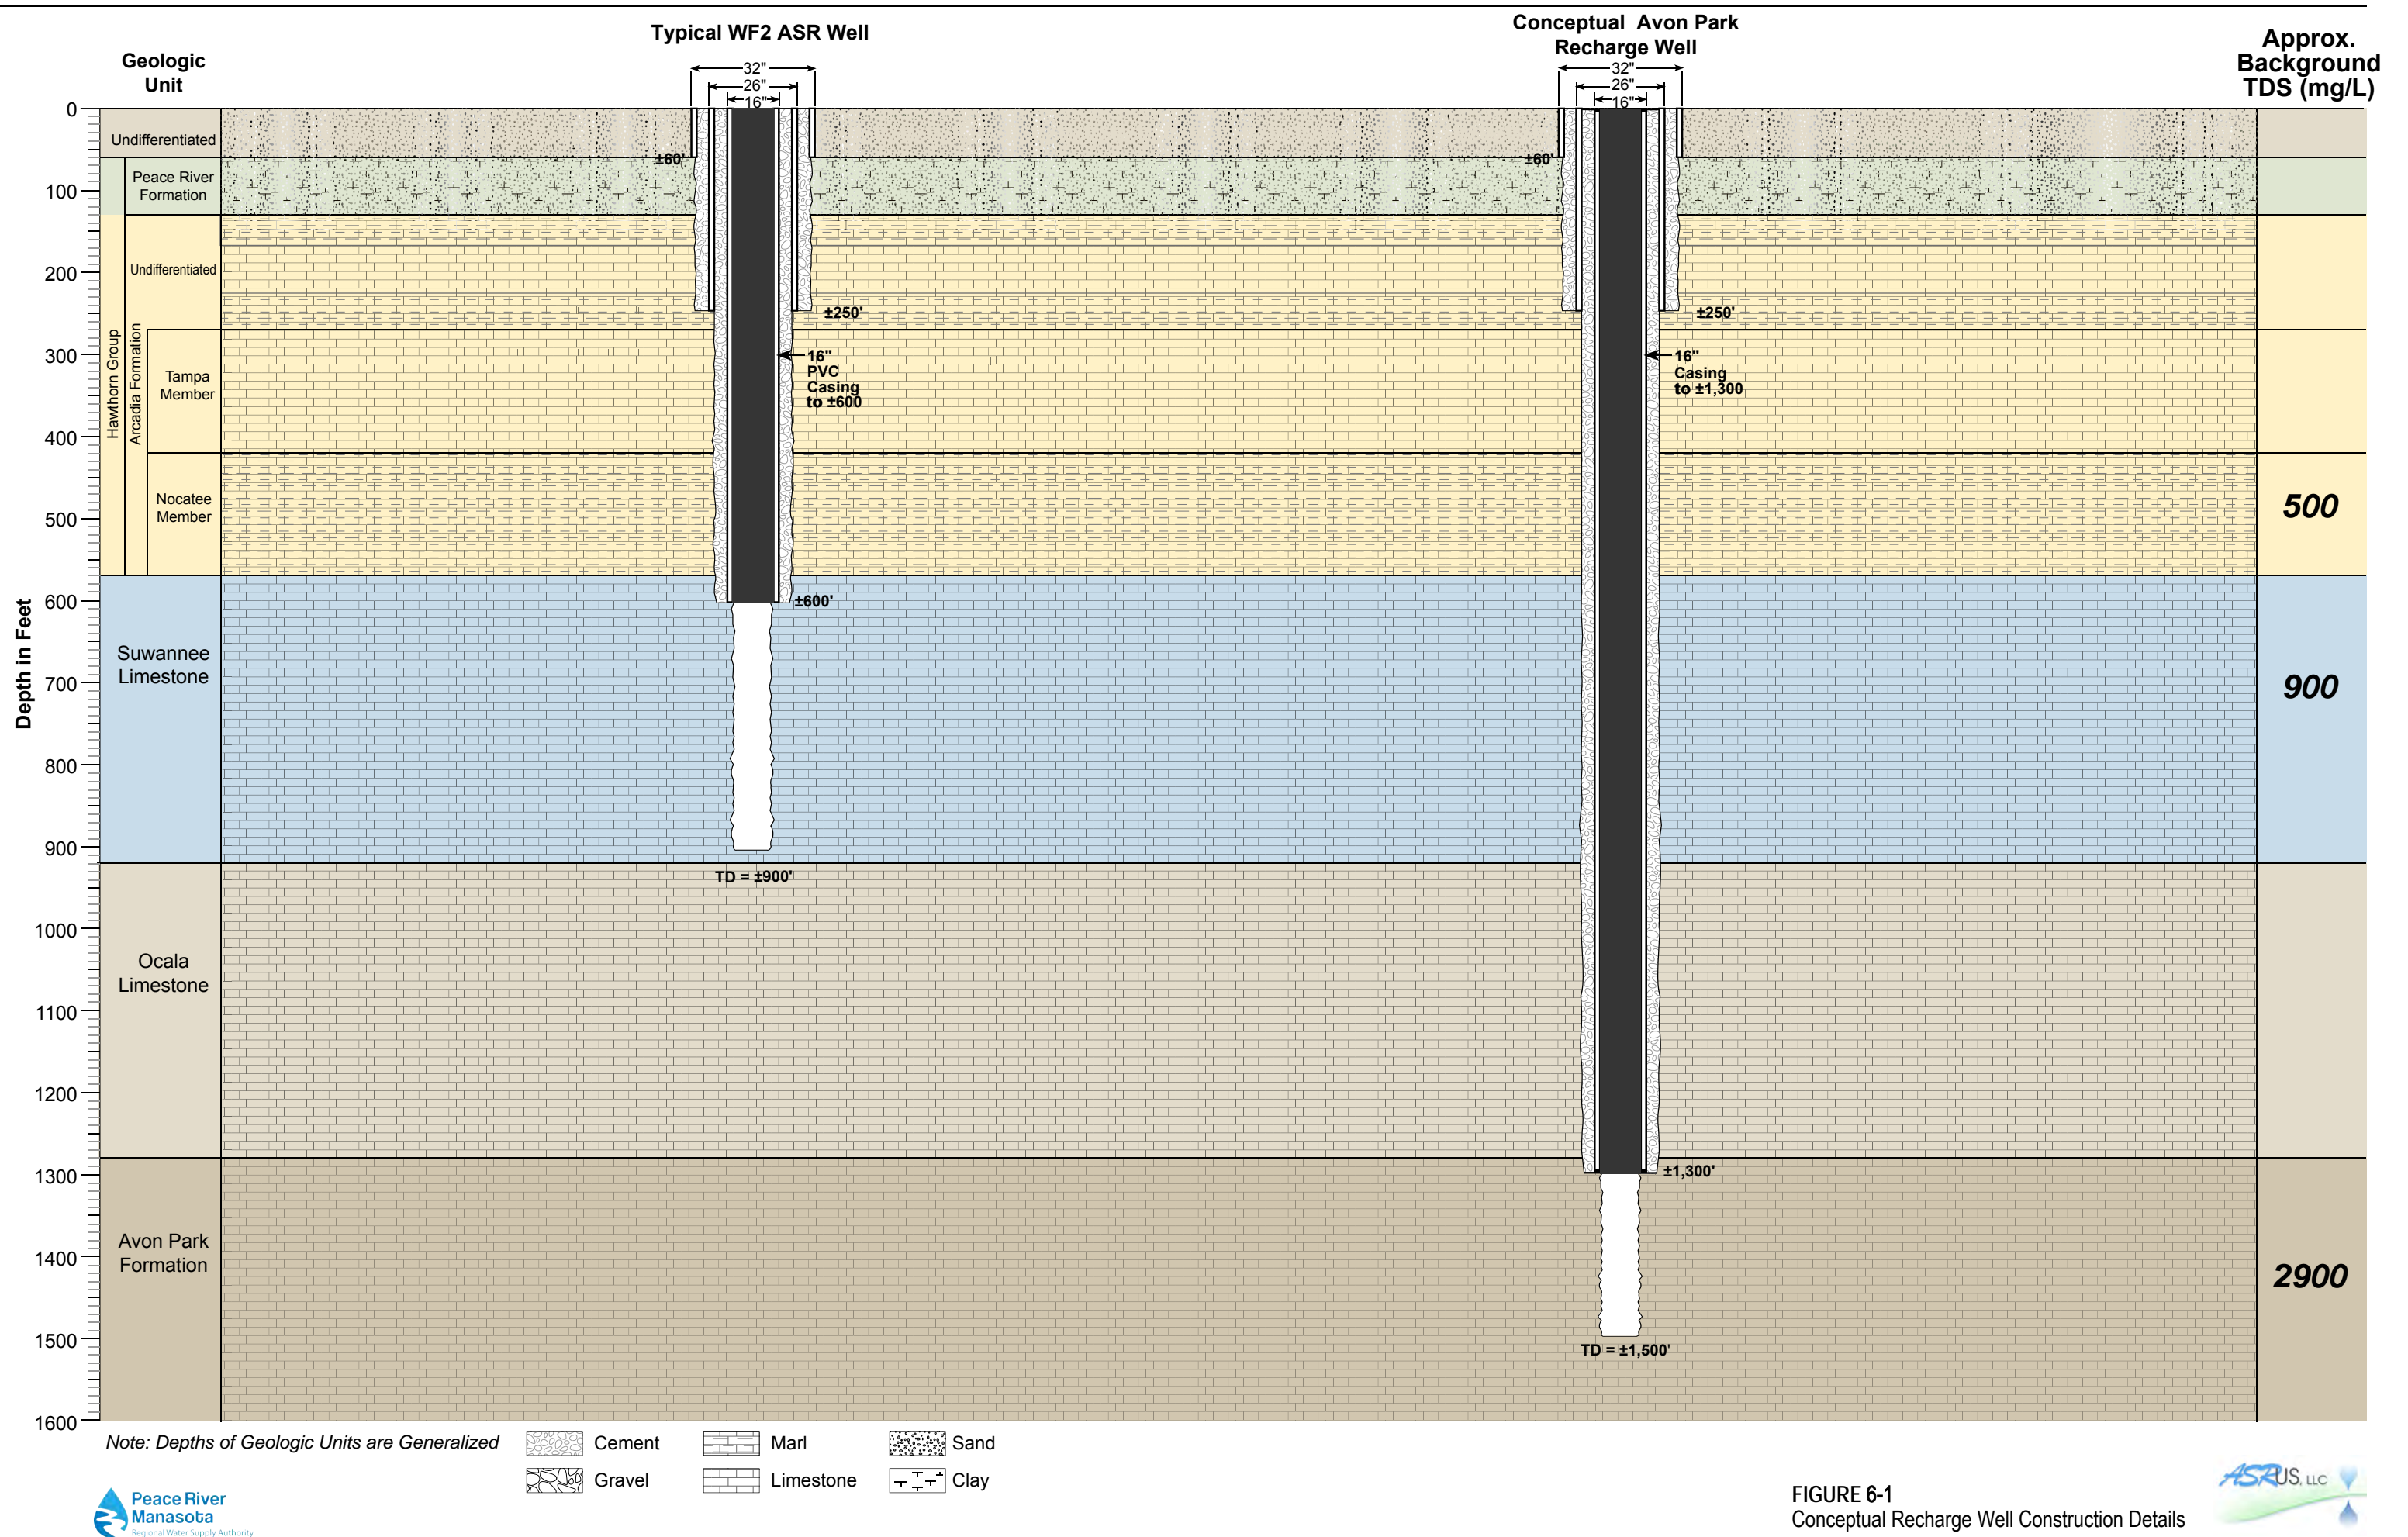 Typical WF2 ASR Well
Conceptual Avon Park
Recharge Well
Geologic
Unit
Approx.
Background
TDS (mg/L)
32"
26"
16"
32"
26"
16"
Depth in Feet
0
100
200
300
400
500
600
700
800
900
1000
1100
1200
1300
1400
1500
1600
Undifferentiated
Peace River
Formation
Hawthorn Group
Arcadia Formation
Undifferentiated
Tampa
Member
Nocatee
Member
Suwannee
Limestone
Ocala
Limestone
Avon Park
Formation
±60'
±250'
16"
PVC
Casing
to ±600
±600'
TD = ±900'
±60'
±250'
16"
Casing
to ±1,300
±1,300'
TD = ±1,500'
500
900
2900
Note: Depths of Geologic Units are Generalized
Cement
Marl
Sand
Gravel
Limestone
Clay
Peace River
Manasota
Regional Water Supply Authority
FIGURE 6-1
Conceptual Recharge Well Construction Details
ASRUS, LLC